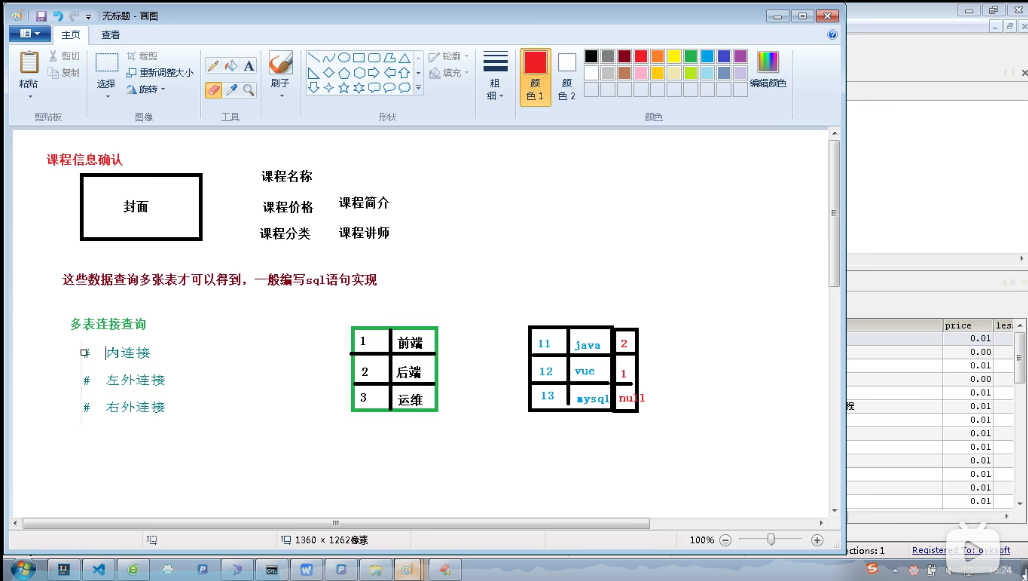 无标题 - 画图
主页 查看
粘贴
剪切
复制
剪贴板
选择
裁剪
重新调整大小
旋转
图像
A
工具
刷子
形状
轮廓
填充
粗
细
颜
色 1
颜
色 2
编辑颜色
颜色
课程信息确认
封面
课程名称
课程价格 课程简介
课程分类 课程讲师
这些数据查询多张表才可以得到，一般编写sql语句实现
多表连接查询
# 内连接
# 左外连接
# 右外连接
1 前端
2 后端
3 运维
11 java 2
12 vue 1
13 mysql null
1360 × 1262像素
100%
price les
0.01
0.00
0.01
0.00
0.01
程 0.01
0.01
0.01
0.01
0.01
0.01
0.01
0.01
ctions: 1